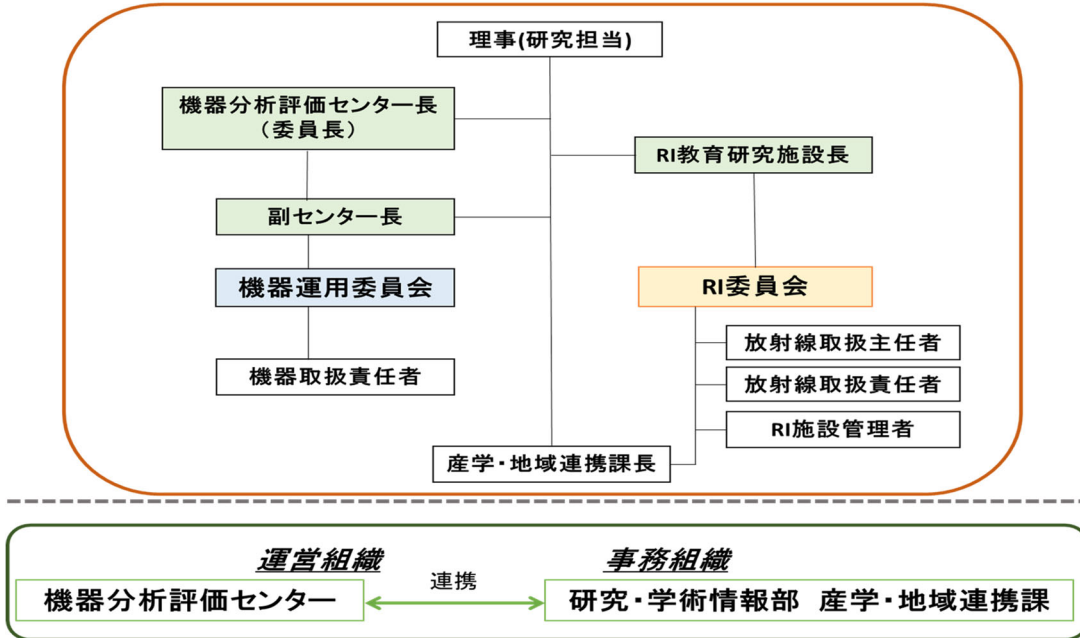 理事(研究担当)
機器分析評価センター長
（委員長）
RI教育研究施設長
副センター長
機器運用委員会
RI委員会
機器取扱責任者
放射線取扱主任者
放射線取扱責任者
RI施設管理者
産学・地域連携課長
運営組織
事務組織
機器分析評価センター
連携
研究・学術情報部 産学・地域連携課